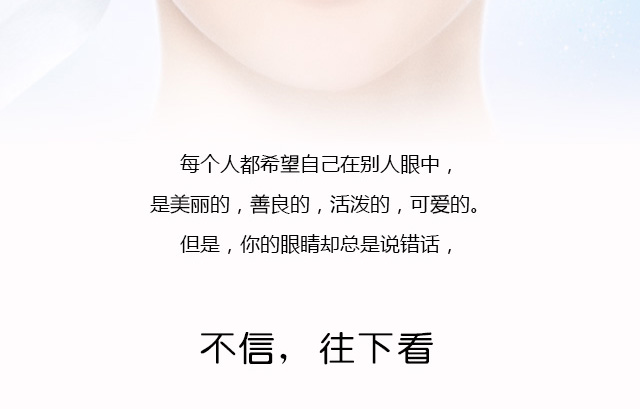 每个人都希望自己在别人眼中，
是美丽的，善良的，活泼的，可爱的。
但是，你的眼睛却总是说错话，
不信，往下看